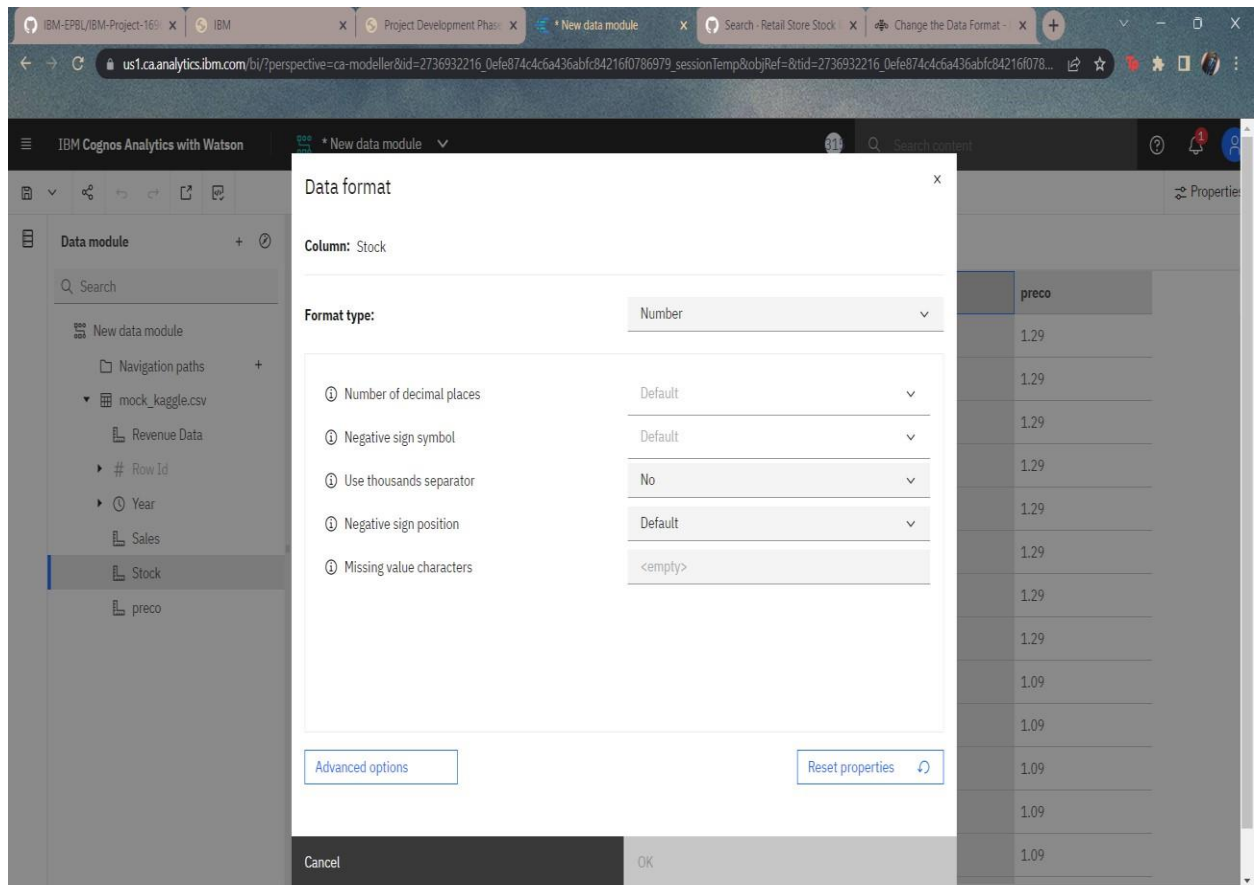 IBM-EPBL/IBM-Project-169 IBM Project Development Phase * New data module Search · Retail Store Stock Change the Data Format -
us1.ca.analytics.ibm.com/bi/?perspective=ca-modeller&id=2736932216_0efe874c4c6a436abfc84216f0786979_sessionTemp&objRef=&tid=2736932216_0efe874c4c6a436abfc84216f078...
IBM Cognos Analytics with Watson * New data module Search content 1
Data format x
Properties
Data module
Column: Stock
Search
preco
Format type: Number
New data module 1.29
Navigation paths
Number of decimal places Default 1.29
mock_kaggle.csv
Negative sign symbol Default 1.29
Revenue Data
Row Id Use thousands separator No 1.29
Year Negative sign position Default 1.29
Sales 1.29
Stock Missing value characters <empty> 1.29
preco
1.29
1.09
1.09
Advanced options Reset properties 1.09
1.09
Cancel OK 1.09